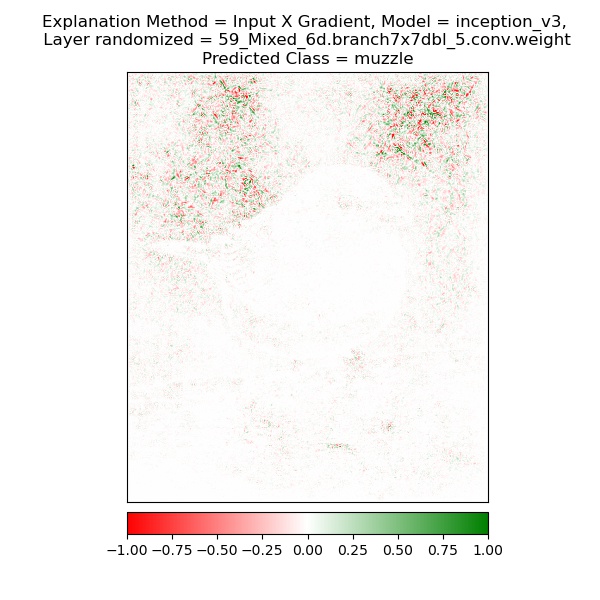 Explanation Method = Input X Gradient, Model = inception_v3,
Layer randomized = 59_Mixed_6d.branch7x7dbl_5.conv.weight
Predicted Class = muzzle
−1.00 −0.75 −0.50 −0.25 0.00 0.25 0.50 0.75 1.00